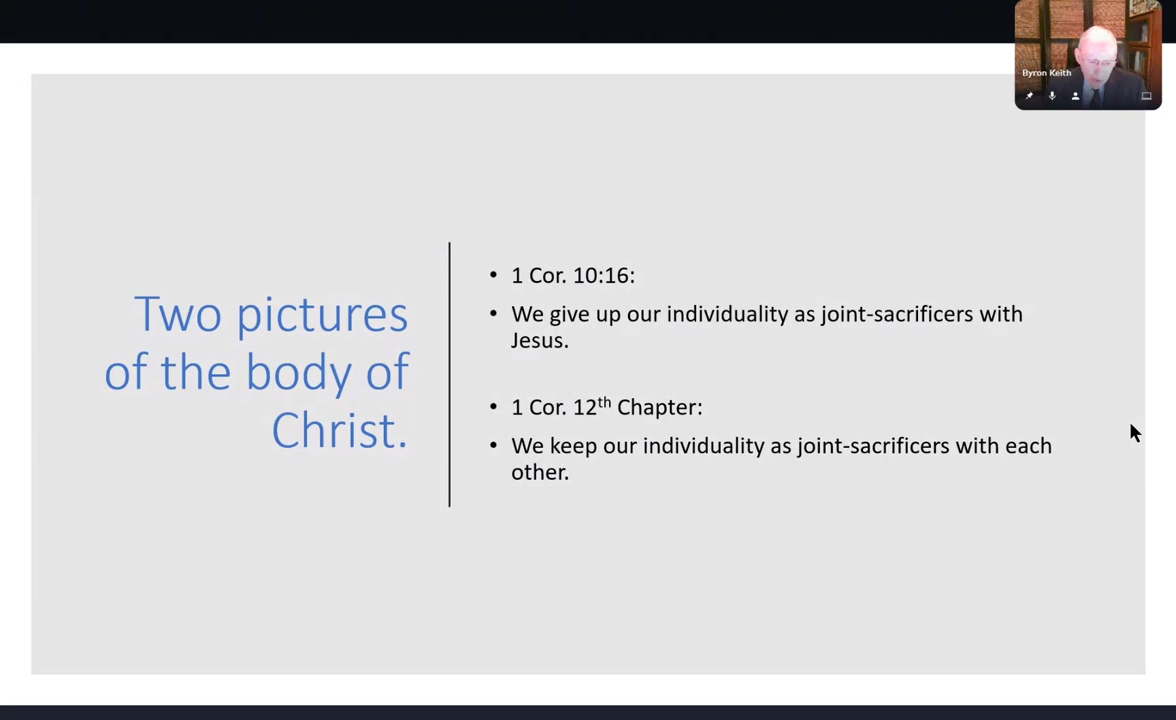 Byron Keith
Two pictures
of the body of
Christ.
• 1 Cor. 10:16:
• We give up our individuality as joint-sacrificers with
Jesus.
• 1 Cor. 12th Chapter:
• We keep our individuality as joint-sacrificers with each
other.